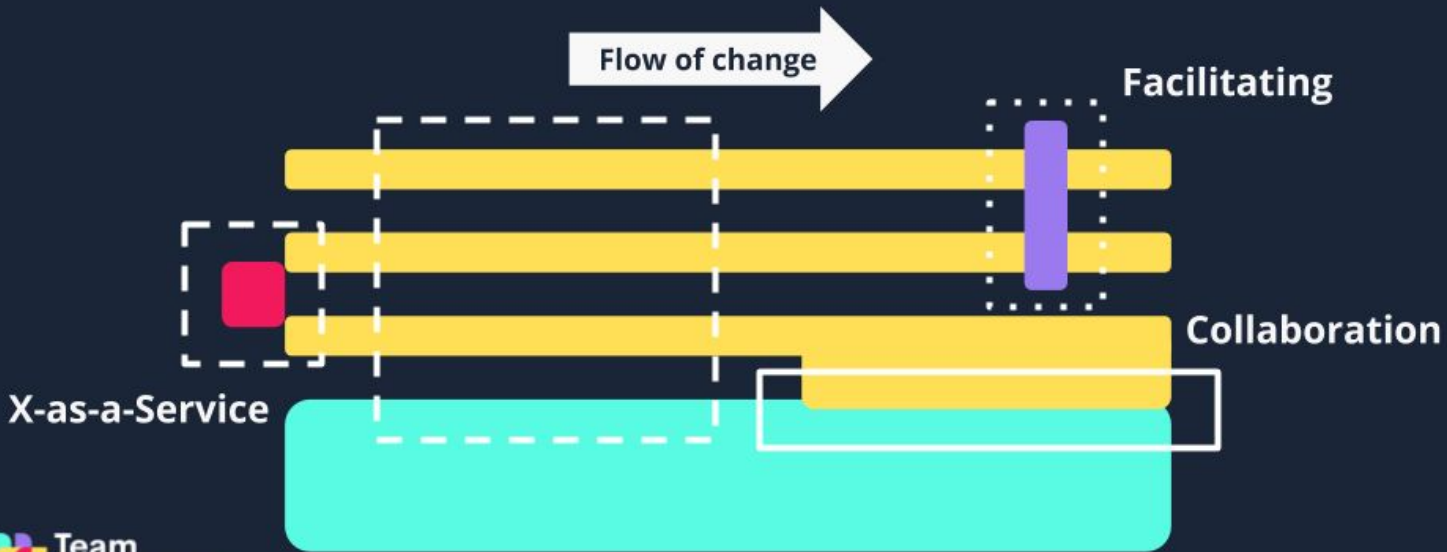 Flow of change
Facilitating
Collaboration
X-as-a-Service
Team